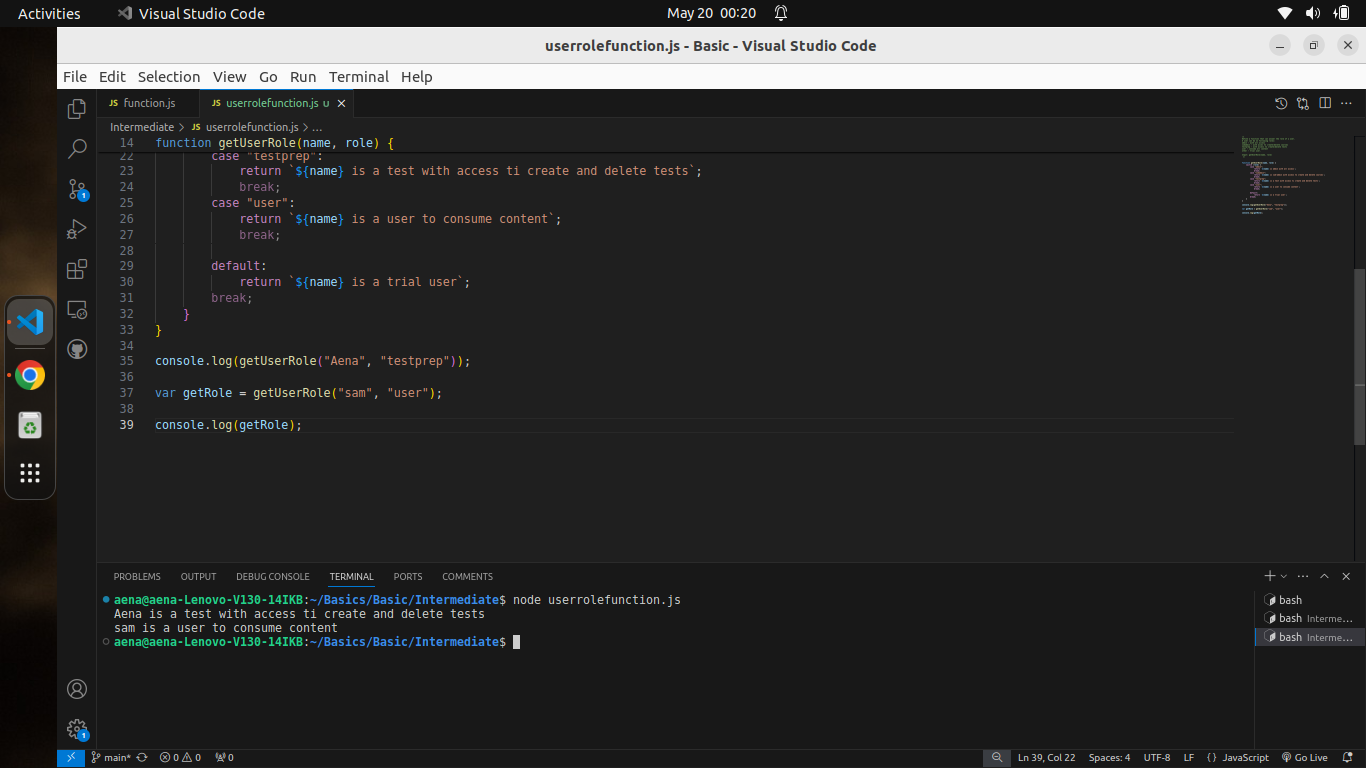 Activities Visual Studio Code May 20 00:20
userrolefunction.js - Basic - Visual Studio Code
File Edit Selection View Go Run Terminal Help
JS function.js JS userrolefunction.js U
Intermediate > JS userrolefunction.js > ...
14 function getUserRole(name, role) {
22 case "testprep":
23 return `${name} is a test with access ti create and delete tests`;
24 break;
25 case "user":
26 return `${name} is a user to consume content`;
27 break;
28
29 default:
30 return `${name} is a trial user`;
31 break;
32 }
33 }
34
35 console.log(getUserRole("Aena", "testprep"));
36
37 var getRole = getUserRole("sam", "user");
38
39 console.log(getRole);
1
1
PROBLEMS OUTPUT DEBUG CONSOLE TERMINAL PORTS COMMENTS
aena@aena-Lenovo-V130-14IKB:~/Basics/Basic/Intermediate$ node userrolefunction.js
Aena is a test with access ti create and delete tests
sam is a user to consume content
aena@aena-Lenovo-V130-14IKB:~/Basics/Basic/Intermediate$
bash
bash Interme...
bash Interme...
main* 0 0 0 Ln 39, Col 22 Spaces: 4 UTF-8 LF {} JavaScript Go Live